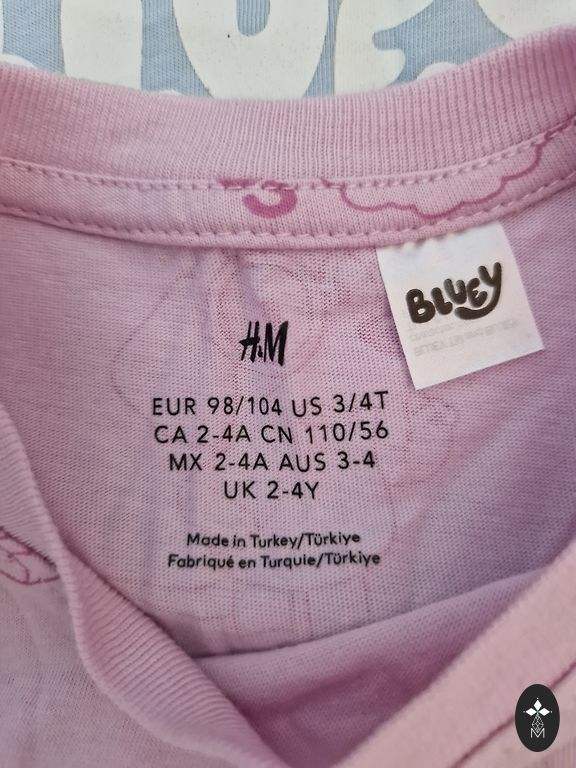 BLUEY
H&M
EUR 98/104 US 3/4T
CA 2-4A CN 110/56
MX 2-4A AUS 3-4
UK 2-4Y
Made in Turkey/Türkiye
Fabriqué en Turquie/Türkiye
M